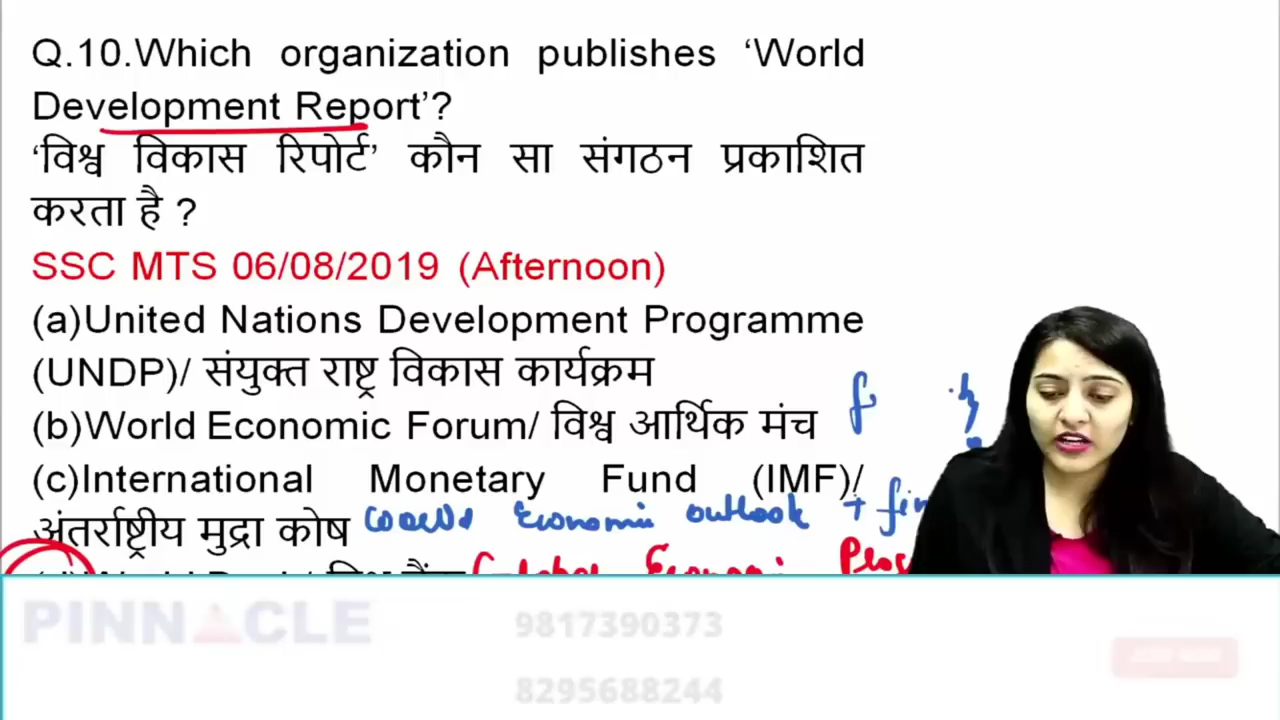 Q.10.Which organization publishes ‘World
Development Report’?
‘विश्व विकास रिपोर्ट’ कौन सा संगठन प्रकाशित
करता है ?
SSC MTS 06/08/2019 (Afternoon)
(a)United Nations Development Programme
(UNDP)/ संयुक्त राष्ट्र विकास कार्यक्रम
(b)World Economic Forum/ विश्व आर्थिक मंच
(c)International Monetary Fund (IMF)/
अंतर्राष्ट्रीय मुद्रा कोष World Economic outlook + fin
PINNACLE
9817390373
8295688244